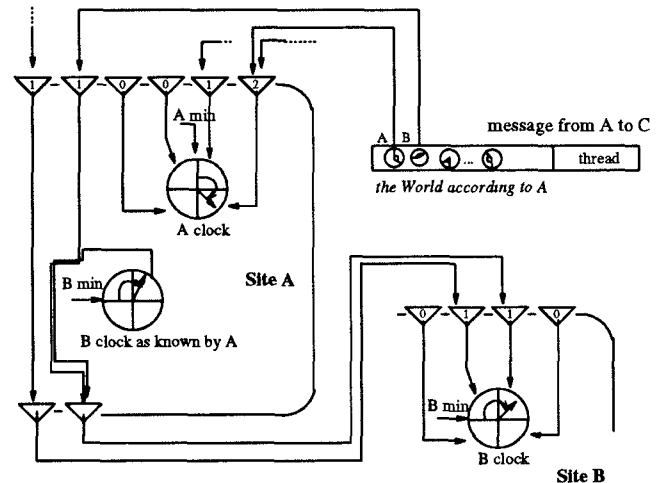 1 1 0 0 1 2
A min
A clock
B min
B clock as known by A
Site A
message from A to C
A B
... thread
the World according to A
0 1 1 0
B min
B clock
Site B